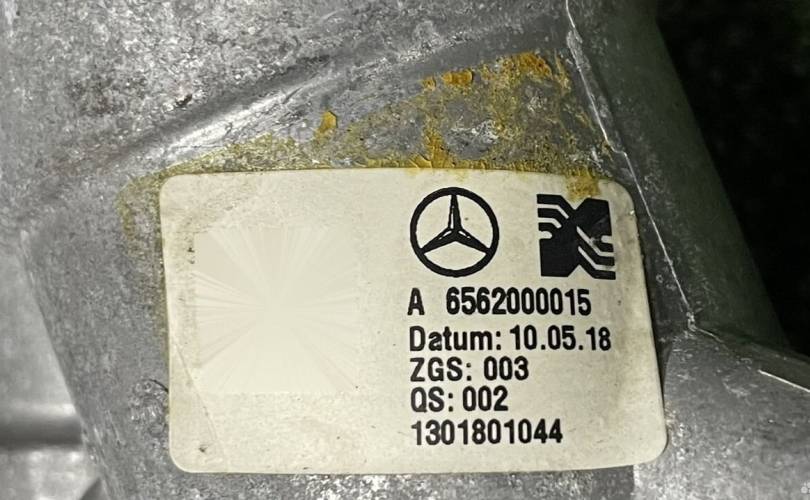 A 6562000015
Datum: 10.05.18
ZGS: 003
QS: 002
1301801044